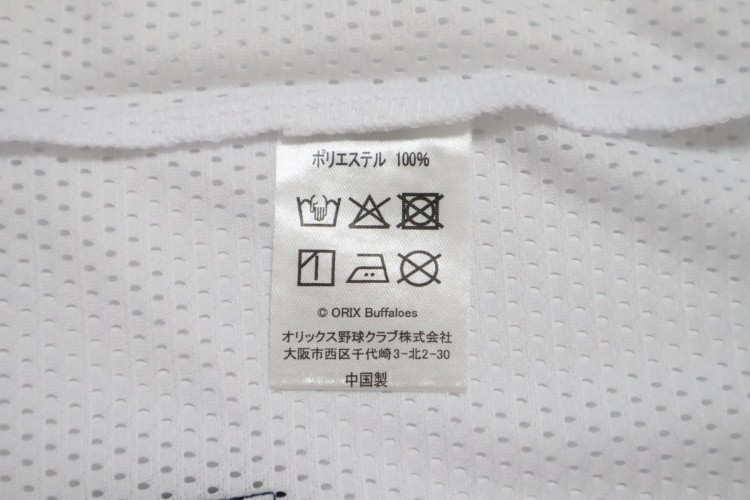 ポリエステル 100%
© ORIX Buffaloes
オリックス野球クラブ株式会社
大阪市西区千代崎3-北2-30
中国製